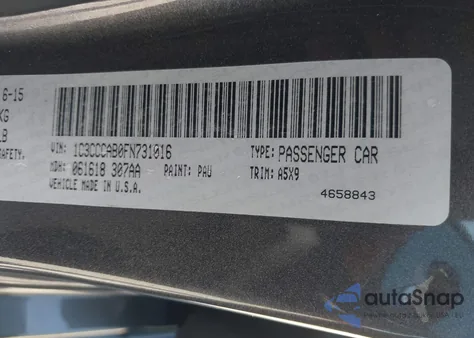 6-15
KG
LB
SAFETY.
VIN: 1C3CCCAB0FN731016
TYPE: PASSENGER CAR
MDH: 061618 307AA
PAINT: PAU
TRIM: A5X9
VEHICLE MADE IN U.S.A.
4658843
autoSnap